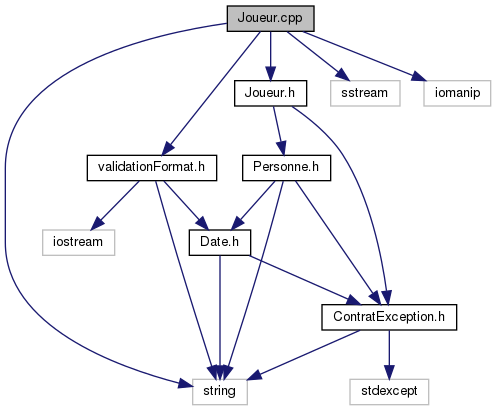 Joueur.cpp
Joueur.h
sstream
iomanip
validationFormat.h
Personne.h
iostream
Date.h
ContratException.h
string
stdexcept